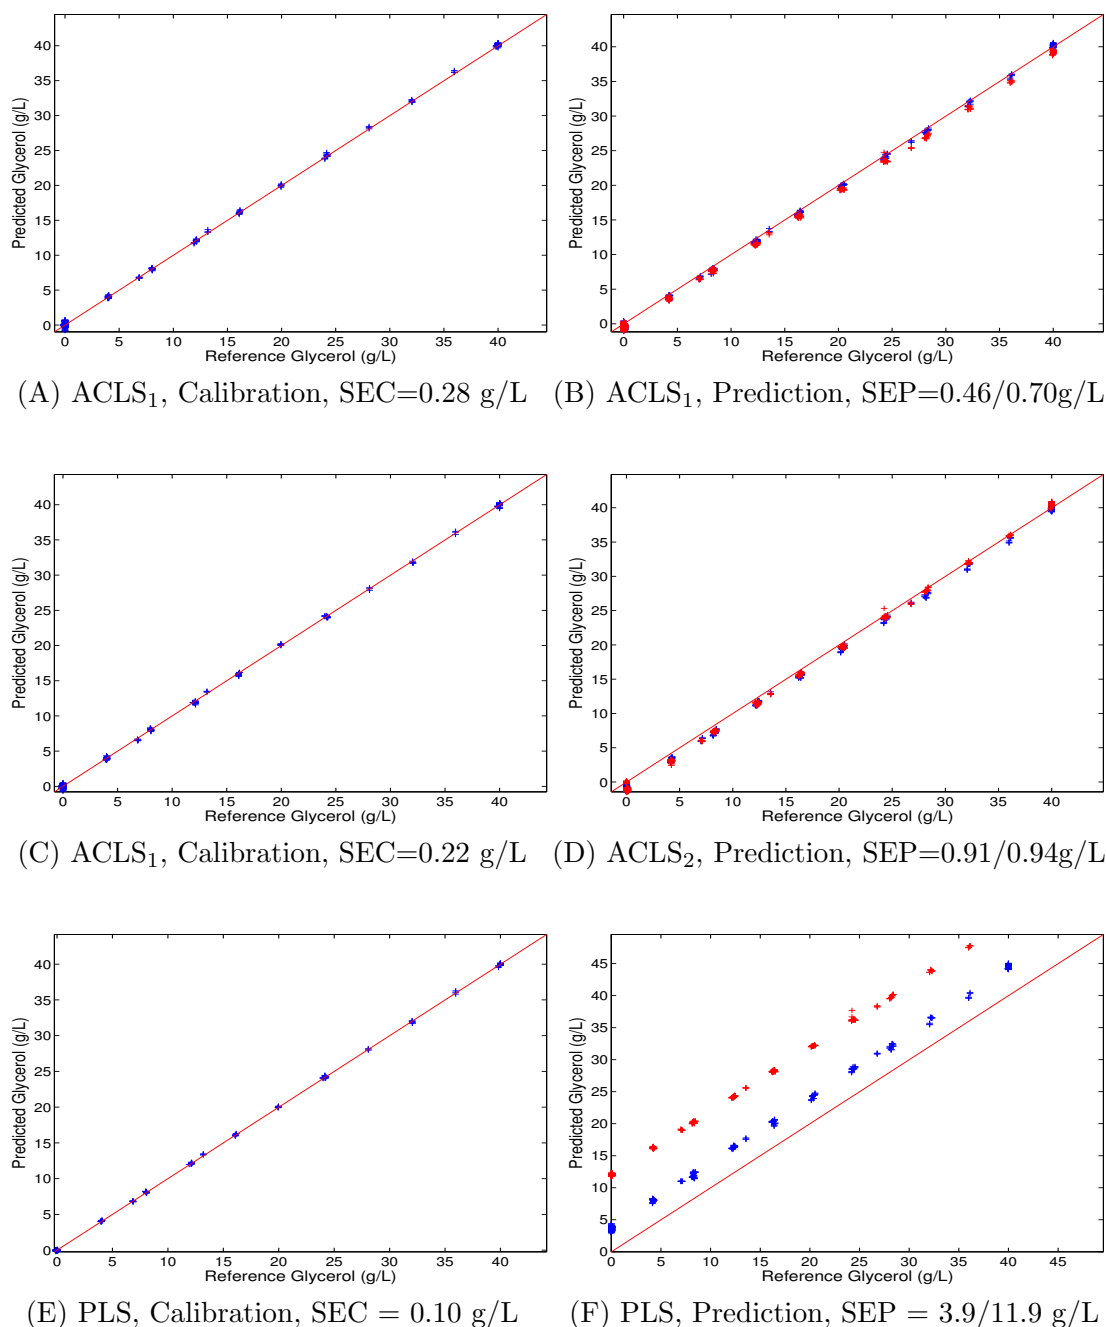 40
35
30
25
20
15
10
5
0
Predicted Glycerol (g/L)
0 5 10 15 20 25 30 35 40
Reference Glycerol (g/L)
(A) ACLS₁, Calibration, SEC=0.28 g/L
40
35
30
25
20
15
10
5
0
Predicted Glycerol (g/L)
0 5 10 15 20 25 30 35 40
Reference Glycerol (g/L)
(B) ACLS₁, Prediction, SEP=0.46/0.70g/L
40
35
30
25
20
15
10
5
0
Predicted Glycerol (g/L)
0 5 10 15 20 25 30 35 40
Reference Glycerol (g/L)
(C) ACLS₁, Calibration, SEC=0.22 g/L
40
35
30
25
20
15
10
5
0
Predicted Glycerol (g/L)
0 5 10 15 20 25 30 35 40
Reference Glycerol (g/L)
(D) ACLS₂, Prediction, SEP=0.91/0.94g/L
40
35
30
25
20
15
10
5
0
Predicted Glycerol (g/L)
0 5 10 15 20 25 30 35 40
Reference Glycerol (g/L)
(E) PLS, Calibration, SEC = 0.10 g/L
45
40
35
30
25
20
15
10
5
0
Predicted Glycerol (g/L)
0 5 10 15 20 25 30 35 40 45
Reference Glycerol (g/L)
(F) PLS, Prediction, SEP = 3.9/11.9 g/L